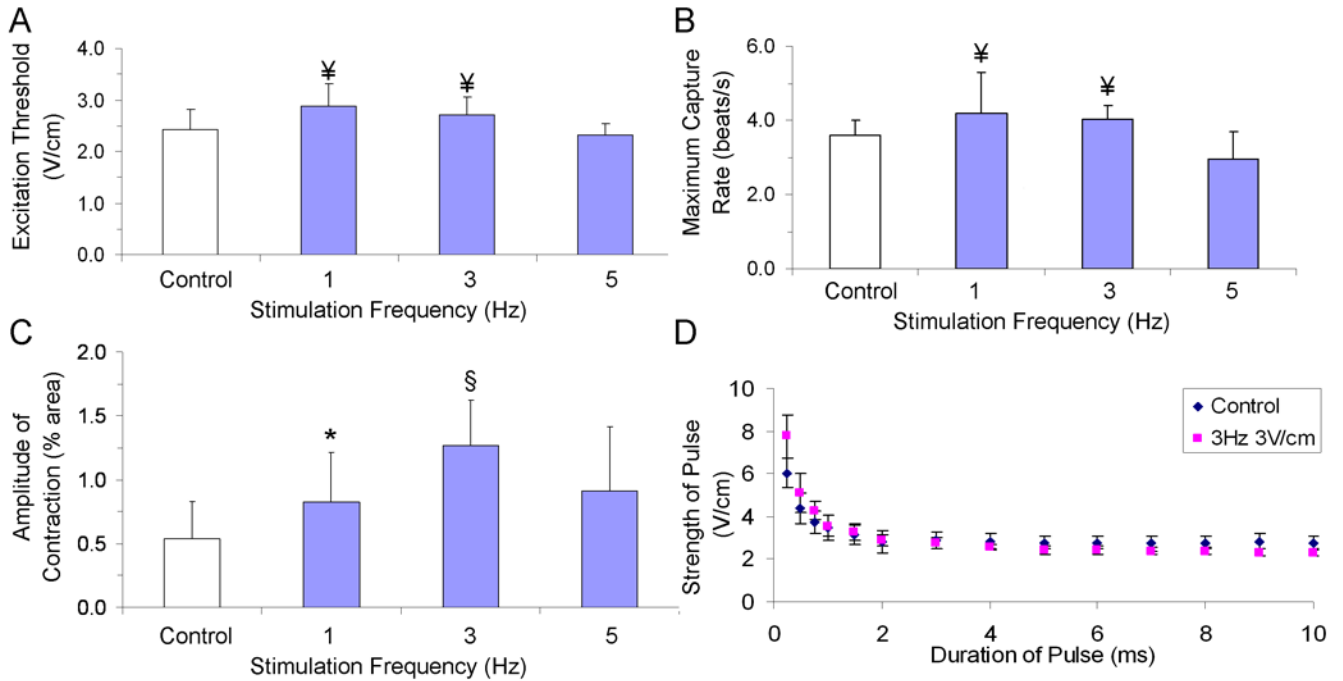 A
Excitation Threshold
(V/cm)
4.0
3.0
2.0
1.0
0.0
¥
¥
Control
1
3
5
Stimulation Frequency (Hz)
B
Maximum Capture
Rate (beats/s)
6.0
4.0
2.0
0.0
¥
¥
Control
1
3
5
Stimulation Frequency (Hz)
C
Amplitude of
Contraction (% area)
2.0
1.5
1.0
0.5
0.0
*
§
Control
1
3
5
Stimulation Frequency (Hz)
D
Strength of Pulse
(V/cm)
10
8
6
4
2
0
Control
3Hz 3V/cm
0
2
4
6
8
10
Duration of Pulse (ms)